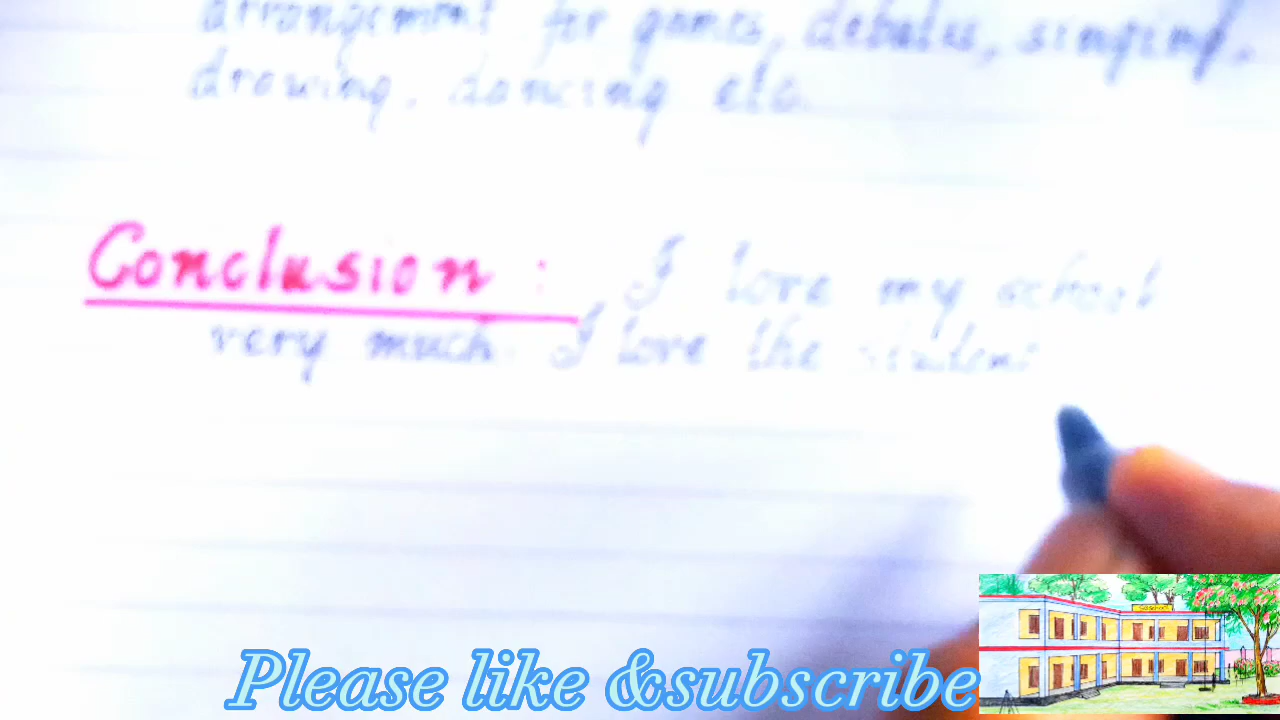 arrangement for games, debates, singing,
drawing, dancing etc.
Conclusion : I love my school
very much. I love the student
Please like &subscribe